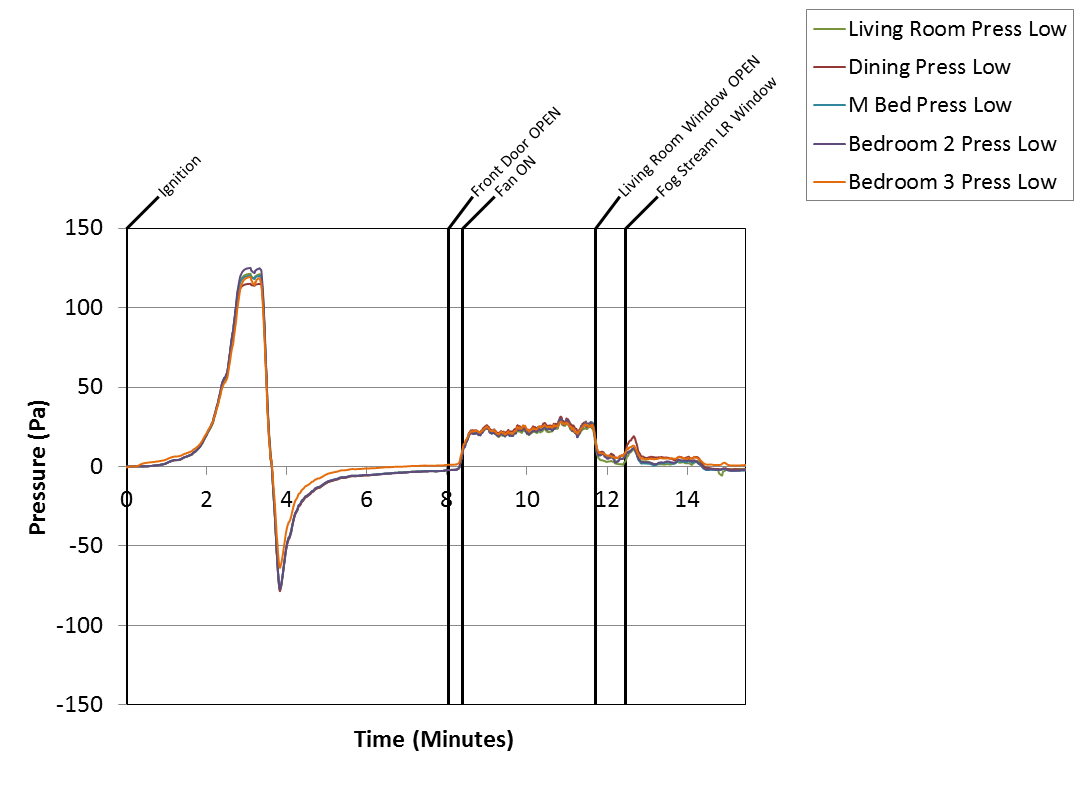 Living Room Press Low
Dining Press Low
M Bed Press Low
Bedroom 2 Press Low
Bedroom 3 Press Low
Ignition
Front Door OPEN
Fan ON
Living Room Window OPEN
Fog Stream LR Window
150
100
50
0
-50
-100
-150
0 2 4 6 8 10 12 14
Pressure (Pa)
Time (Minutes)